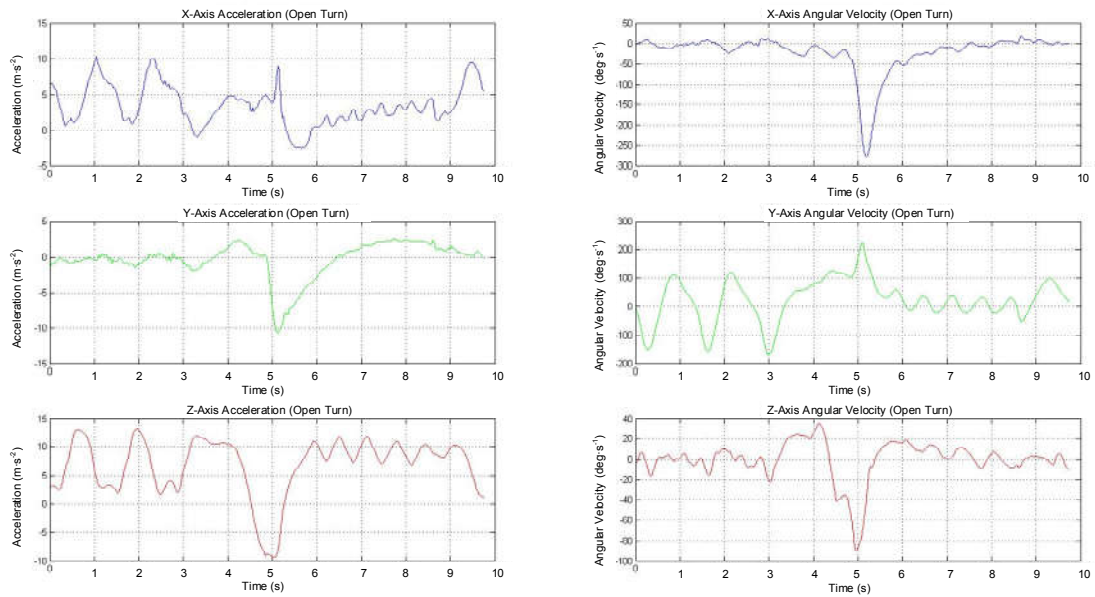 X-Axis Acceleration (Open Turn)
15
10
5
0
-5
Acceleration (m·s⁻²)
0 1 2 3 4 5 6 7 8 9 10
Time (s)
Y-Axis Acceleration (Open Turn)
5
0
-5
-10
-15
Acceleration (m·s⁻²)
0 1 2 3 4 5 6 7 8 9 10
Time (s)
Z-Axis Acceleration (Open Turn)
15
10
5
0
-5
-10
Acceleration (m·s⁻²)
0 1 2 3 4 5 6 7 8 9 10
Time (s)
X-Axis Angular Velocity (Open Turn)
50
0
-50
-100
-150
-200
-250
-300
Angular Velocity (deg·s⁻¹)
0 1 2 3 4 5 6 7 8 9 10
Time (s)
Y-Axis Angular Velocity (Open Turn)
300
200
100
0
-100
-200
Angular Velocity (deg·s⁻¹)
0 1 2 3 4 5 6 7 8 9 10
Time (s)
Z-Axis Angular Velocity (Open Turn)
40
20
0
-20
-40
-60
-80
-100
Angular Velocity (deg·s⁻¹)
0 1 2 3 4 5 6 7 8 9 10
Time (s)